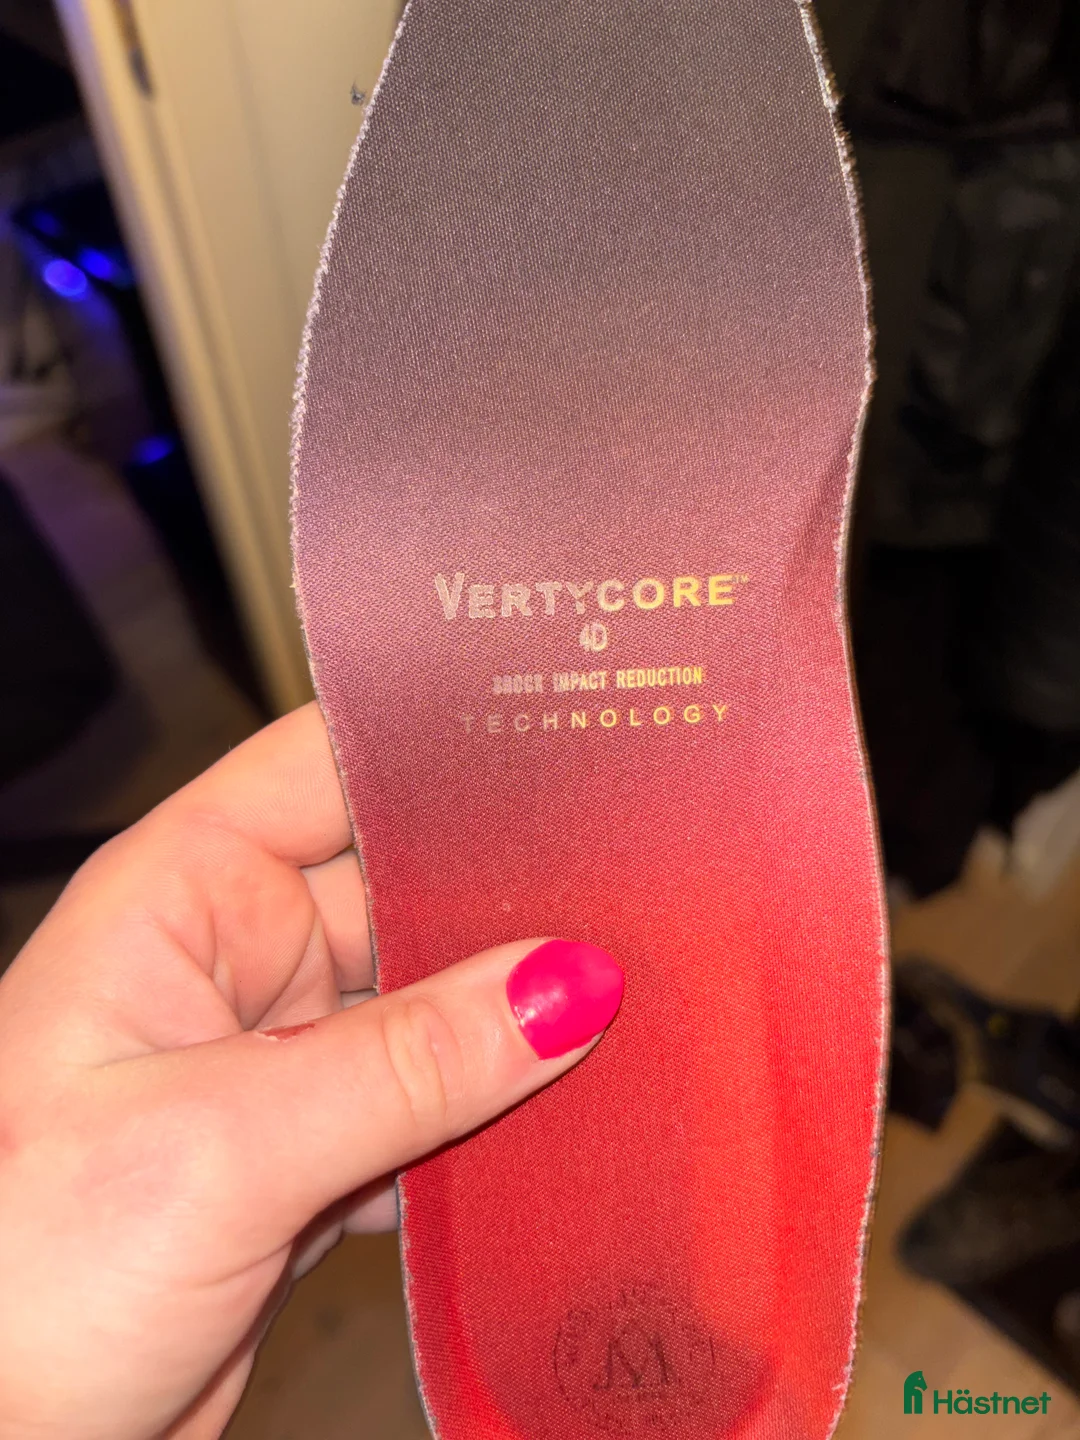 VERTYCORE™
4D
SHOCK IMPACT REDUCTION
TECHNOLOGY
Hästnet